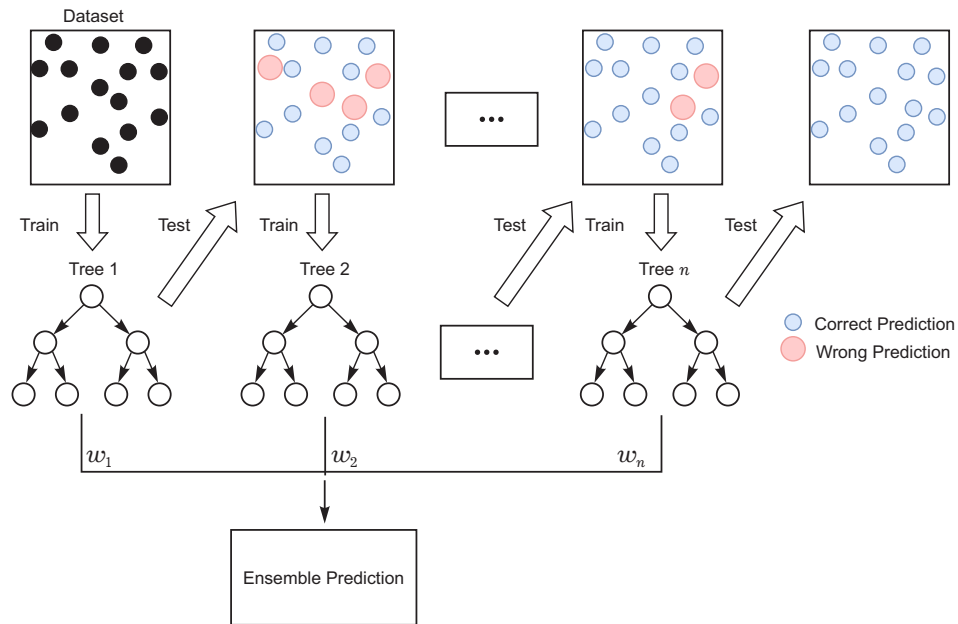 Dataset
...
Train
Test
Train
Test
Train
Test
Tree 1
Tree 2
Tree n
...
Correct Prediction
Wrong Prediction
w1
w2
wn
Ensemble Prediction